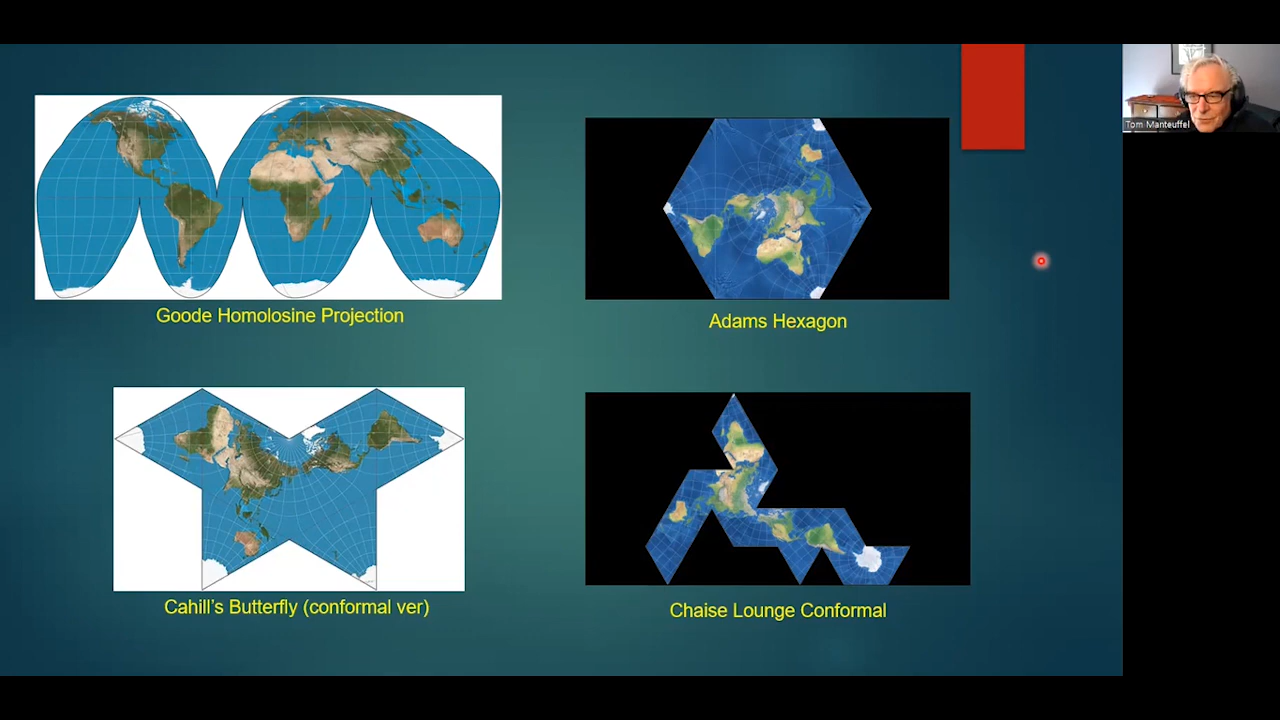 Tom Manteuffel
Goode Homolosine Projection
Adams Hexagon
Cahill's Butterfly (conformal ver)
Chaise Lounge Conformal